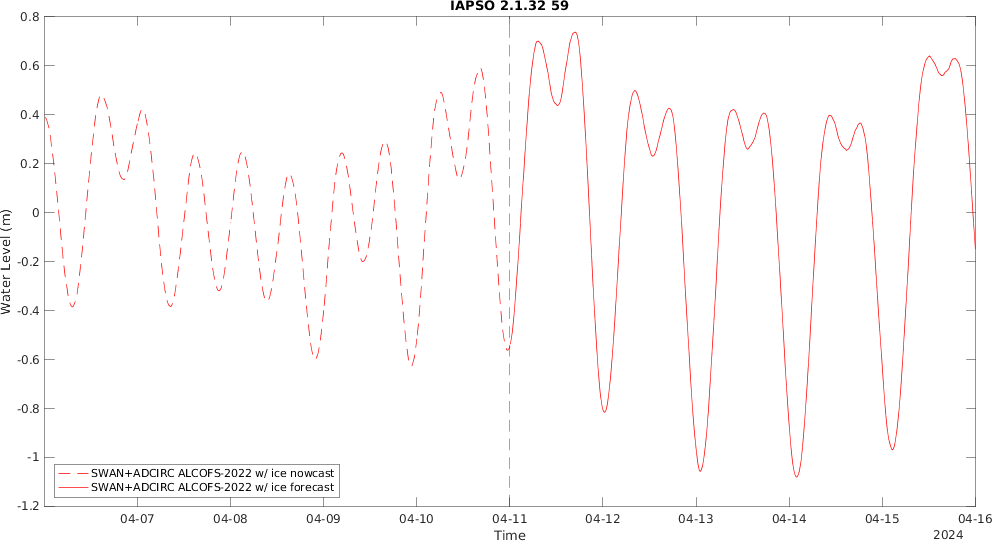 IAPSO 2.1.32 59
Water Level (m)
0.8
0.6
0.4
0.2
0
-0.2
-0.4
-0.6
-0.8
-1
-1.2
SWAN+ADCIRC ALCOFS-2022 w/ ice nowcast
SWAN+ADCIRC ALCOFS-2022 w/ ice forecast
04-07 04-08 04-09 04-10 04-11 04-12 04-13 04-14 04-15 04-16
Time
2024